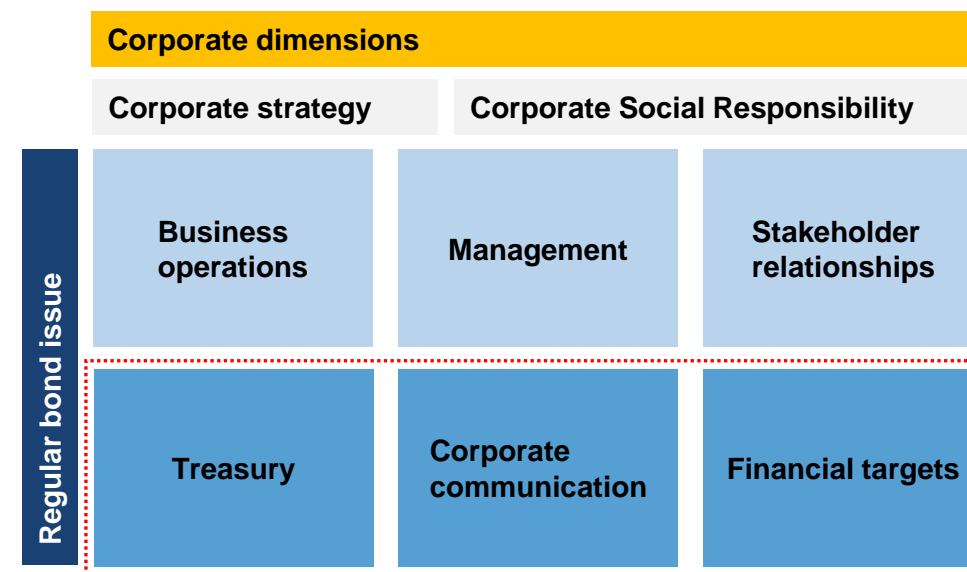 Corporate dimensions
Corporate strategy
Corporate Social Responsibility
Regular bond issue
Business
operations
Management
Stakeholder
relationships
Treasury
Corporate
communication
Financial targets